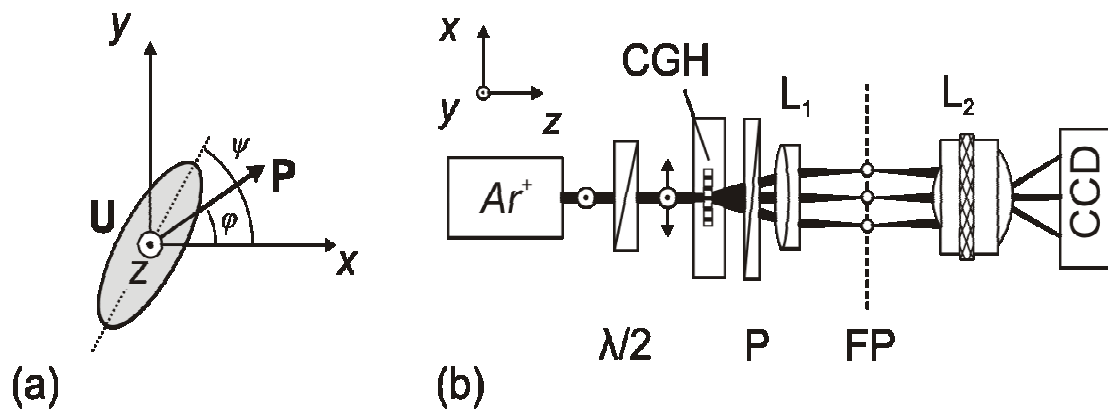 y
ψ
P
U
φ
z
x
(a)
(b)
x
y
z
CGH
L₁
L₂
Ar⁺
CCD
λ/2
P
FP